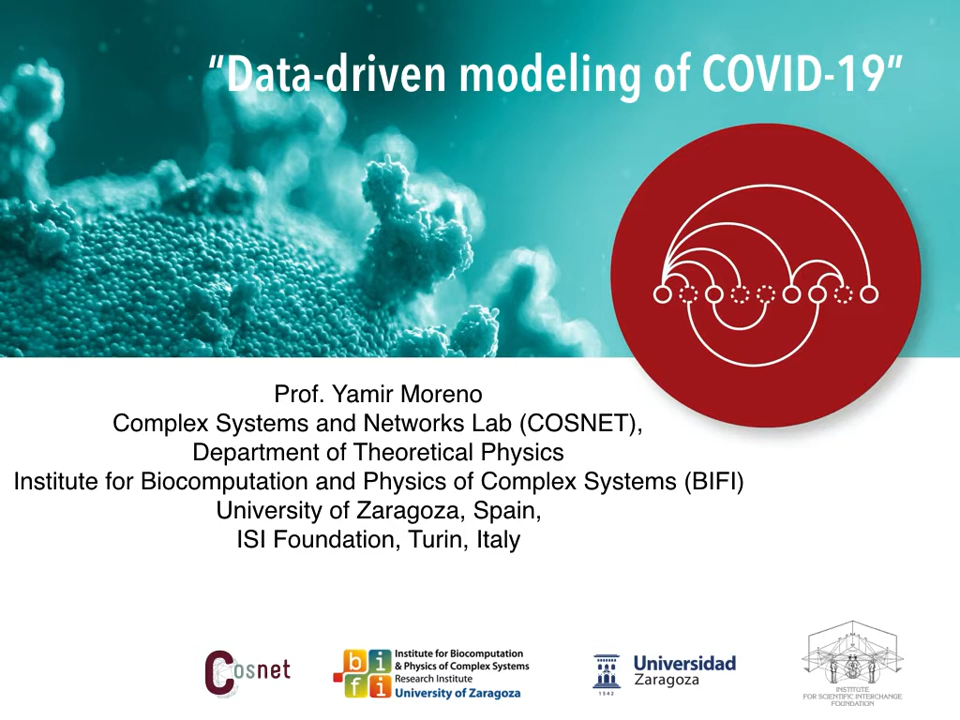 “Data-driven modeling of COVID-19”
Prof. Yamir Moreno
Complex Systems and Networks Lab (COSNET),
Department of Theoretical Physics
Institute for Biocomputation and Physics of Complex Systems (BIFI)
University of Zaragoza, Spain,
ISI Foundation, Turin, Italy
Cosnet
bifi
Institute for Biocomputation
& Physics of Complex Systems
Research Institute
University of Zaragoza
Universidad
Zaragoza
1542
INSTITUTE
FOR SCIENTIFIC INTERCHANGE
FOUNDATION